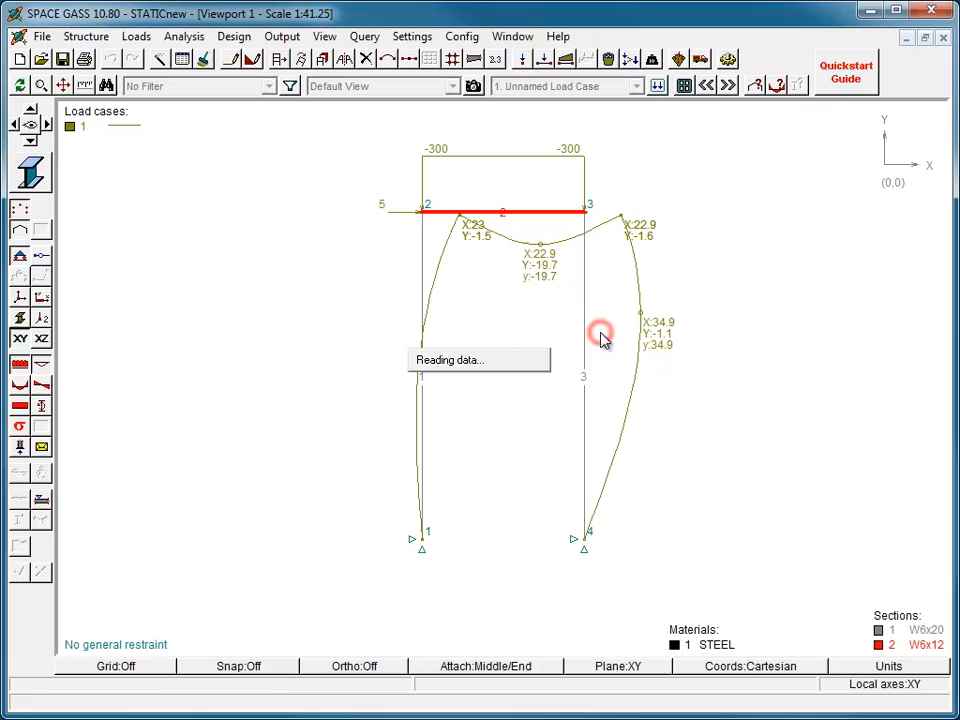 SPACE GASS 10.80 - STATICnew - [Viewport 1 - Scale 1:41.25]
File Structure Loads Analysis Design Output View Query Settings Config Window Help
2.3
Quickstart
Guide
No Filter Default View 1. Unnamed Load Case
Load cases:
1
Y
X
(0,0)
-300 -300
5 2 2 3
X:23
Y:-1.5
X:22.9
Y:-1.6
X:22.9
Y:-19.7
y:-19.7
X:34.9
Y:-1.1
y:34.9
Reading data...
1 3
1 4
XY XZ
No general restraint
Materials:
1 STEEL
Sections:
1 W6x20
2 W6x12
Grid:Off Snap:Off Ortho:Off Attach:Middle/End Plane:XY Coords:Cartesian Units
Local axes:XY